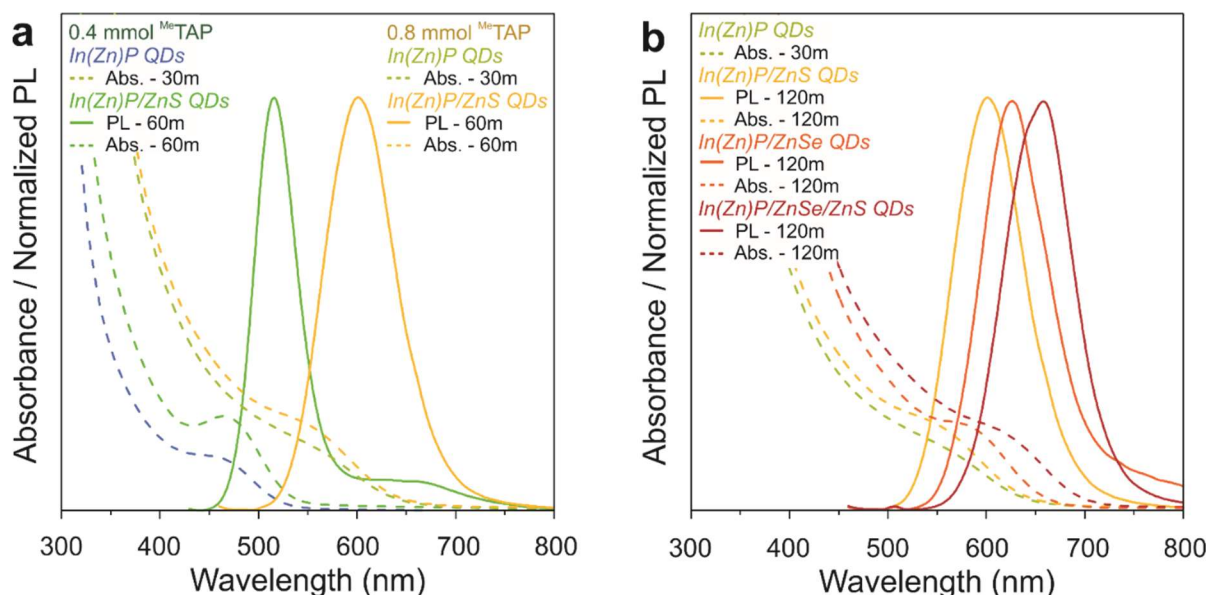 a
0.4 mmol MeTAP
In(Zn)P QDs
Abs. - 30m
In(Zn)P/ZnS QDs
PL - 60m
Abs. - 60m
0.8 mmol MeTAP
In(Zn)P QDs
Abs. - 30m
In(Zn)P/ZnS QDs
PL - 60m
Abs. - 60m
Absorbance / Normalized PL
300 400 500 600 700 800
Wavelength (nm)
b
In(Zn)P QDs
Abs. - 30m
In(Zn)P/ZnS QDs
PL - 120m
Abs. - 120m
In(Zn)P/ZnSe QDs
PL - 120m
Abs. - 120m
In(Zn)P/ZnSe/ZnS QDs
PL - 120m
Abs. - 120m
Absorbance / Normalized PL
300 400 500 600 700 800
Wavelength (nm)